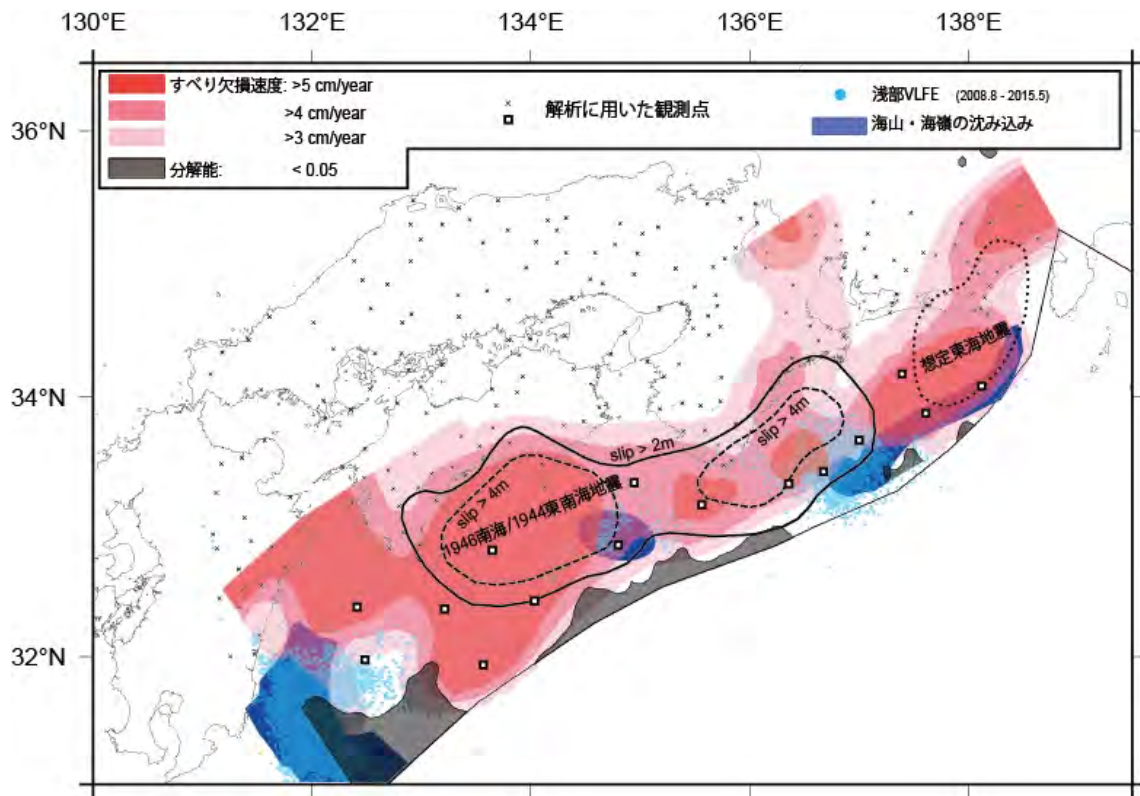 130°E 132°E 134°E 136°E 138°E
すべり欠損速度: >5 cm/year
>4 cm/year
>3 cm/year
分解能: < 0.05
解析に用いた観測点
浅部VLFE (2008.8 - 2015.5)
海山・海嶺の沈み込み
36°N
34°N
32°N
想定東海地震
slip > 4m
slip > 2m
slip > 4m
1946南海/1944東南海地震